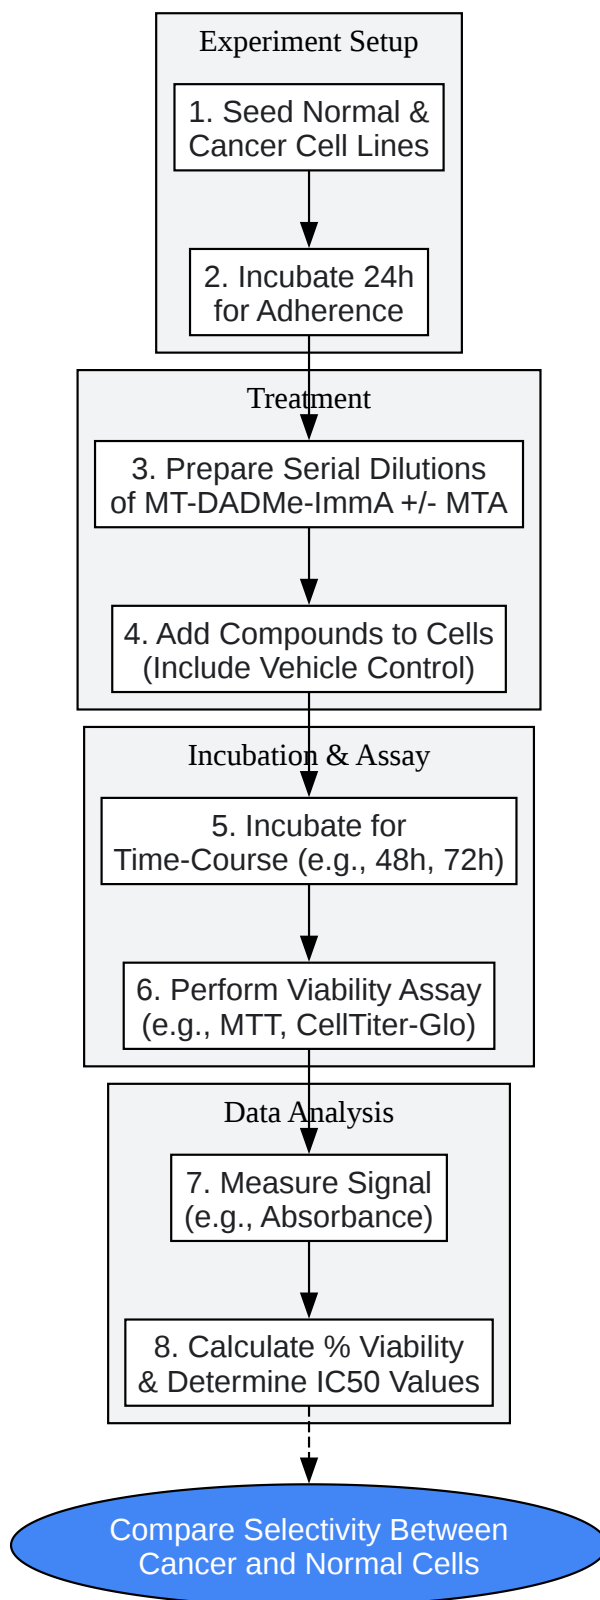 Experiment Setup
1. Seed Normal &
Cancer Cell Lines
2. Incubate 24h
for Adherence
Treatment
3. Prepare Serial Dilutions
of MT-DADMe-ImmA +/- MTA
4. Add Compounds to Cells
(Include Vehicle Control)
Incubation & Assay
5. Incubate for
Time-Course (e.g., 48h, 72h)
6. Perform Viability Assay
(e.g., MTT, CellTiter-Glo)
Data Analysis
7. Measure Signal
(e.g., Absorbance)
8. Calculate % Viability
& Determine IC50 Values
Compare Selectivity Between
Cancer and Normal Cells